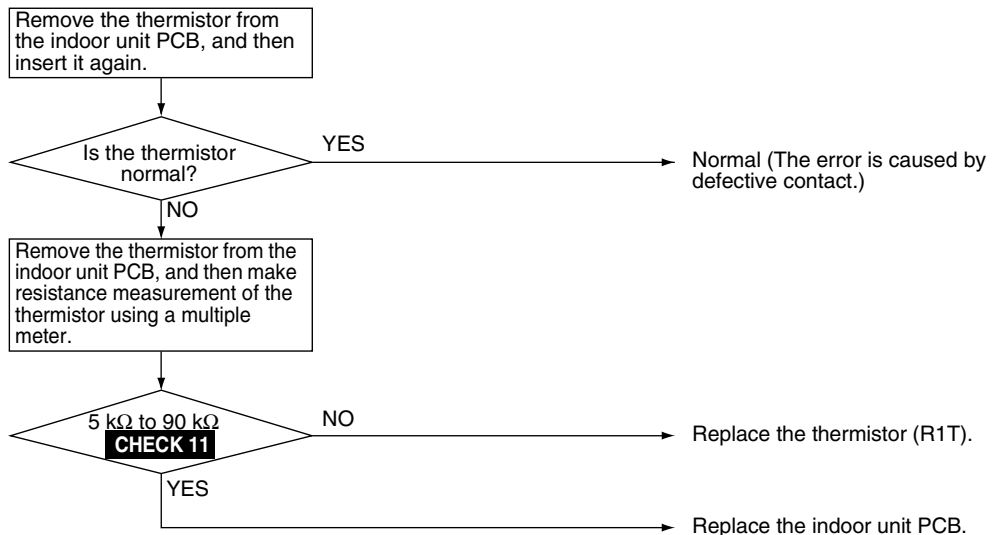 Remove the thermistor from
the indoor unit PCB, and then
insert it again.
Is the thermistor
normal?
YES
Normal (The error is caused by
defective contact.)
NO
Remove the thermistor from the
indoor unit PCB, and then make
resistance measurement of the
thermistor using a multiple
meter.
5 kΩ to 90 kΩ
CHECK 11
NO
Replace the thermistor (R1T).
YES
Replace the indoor unit PCB.